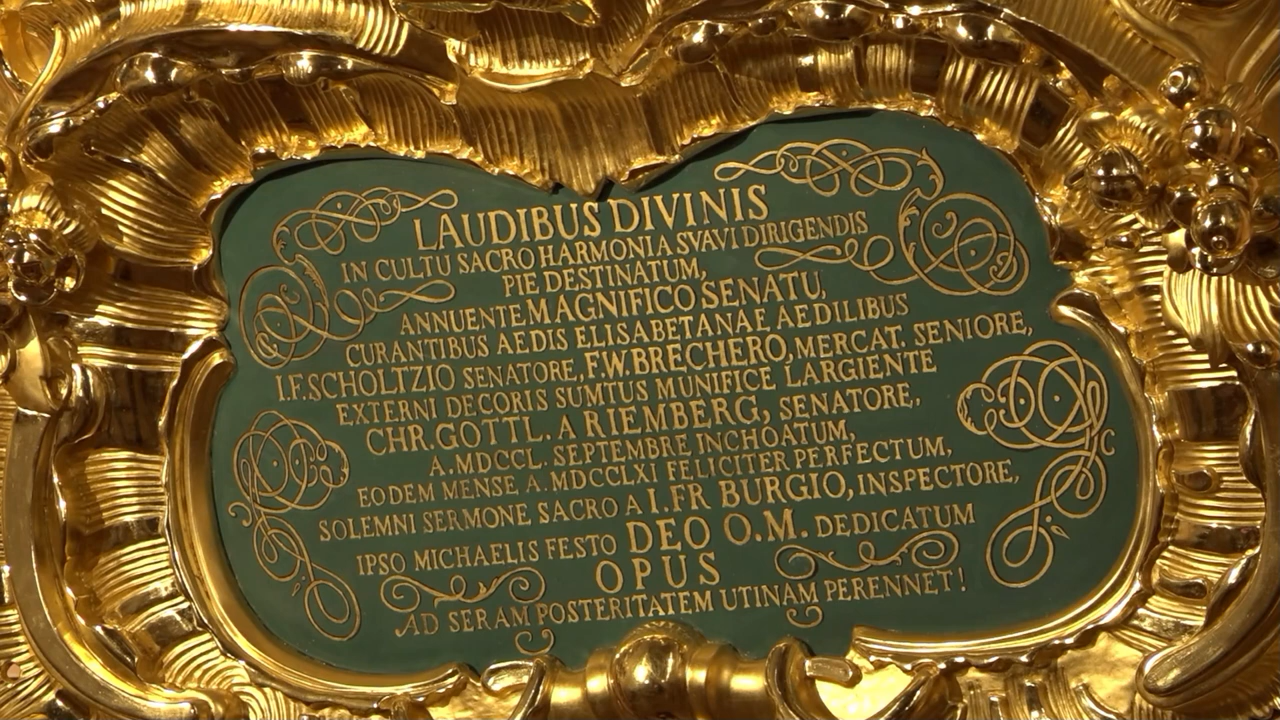 LAUDIBUS DIVINIS
IN CULTU SACRO HARMONIA SVAVI DIRIGENDIS
PIE DESTINATUM,
ANNUENTE MAGNIFICO SENATU,
CURANTIBUS AEDIS ELISABETANAE AEDILIBUS
I.F.SCHOLTZIO SENATORE, F.W.BRECHERO, MERCAT. SENIORE,
EXTERNI DECORIS SUMTUS MUNIFICE LARGIENTE
CHR.GOTTL. A RIEMBERG, SENATORE,
A.MDCCL. SEPTEMBRE INCHOATUM,
EODEM MENSE A.MDCCLXI FELICITER PERFECTUM,
SOLEMNI SERMONE SACRO A I.FR BURGIO, INSPECTORE,
IPSO MICHAELIS FESTO DEO O.M. DEDICATUM
OPUS
AD SERAM POSTERITATEM UTINAM PERENNET!